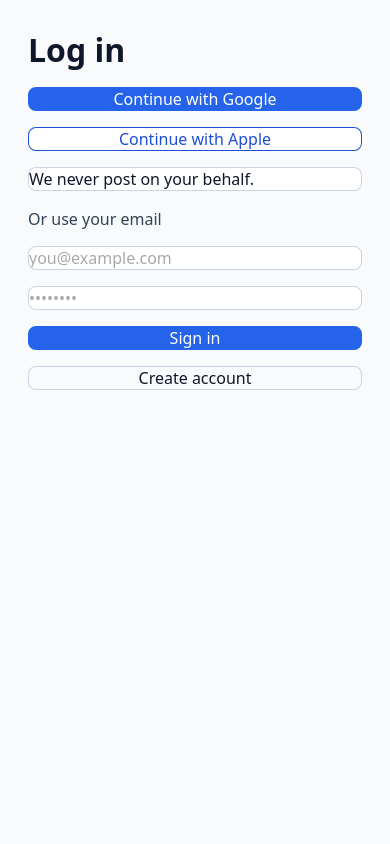 Log in
Continue with Google
Continue with Apple
We never post on your behalf.
Or use your email
you@example.com
••••••••
Sign in
Create account